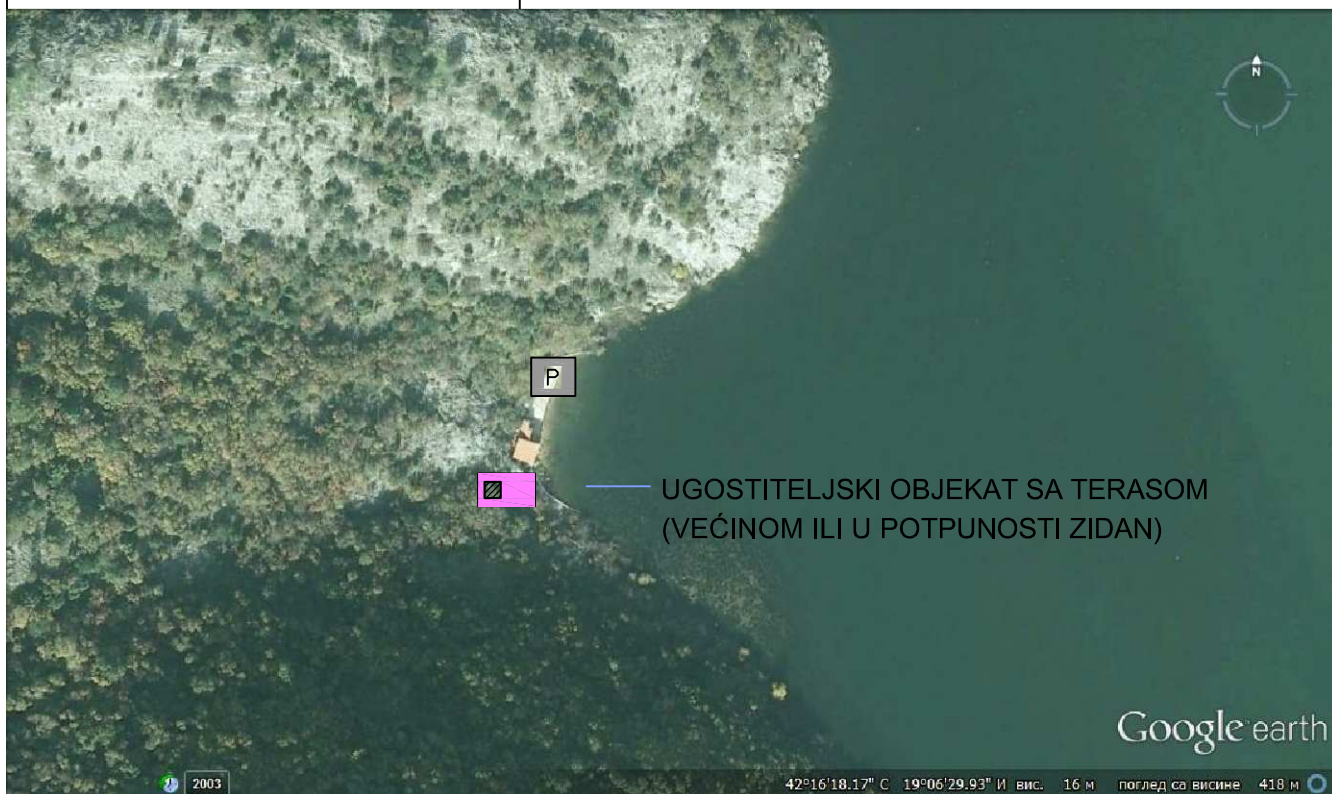 N
P
UGOSTITELJSKI OBJEKAT SA TERASOM
(VEĆINOM ILI U POTPUNOSTI ZIDAN)
Google earth
2003
42°16'18.17" С 19°06'29.93" И вис. 16 м поглед са висине 418 м